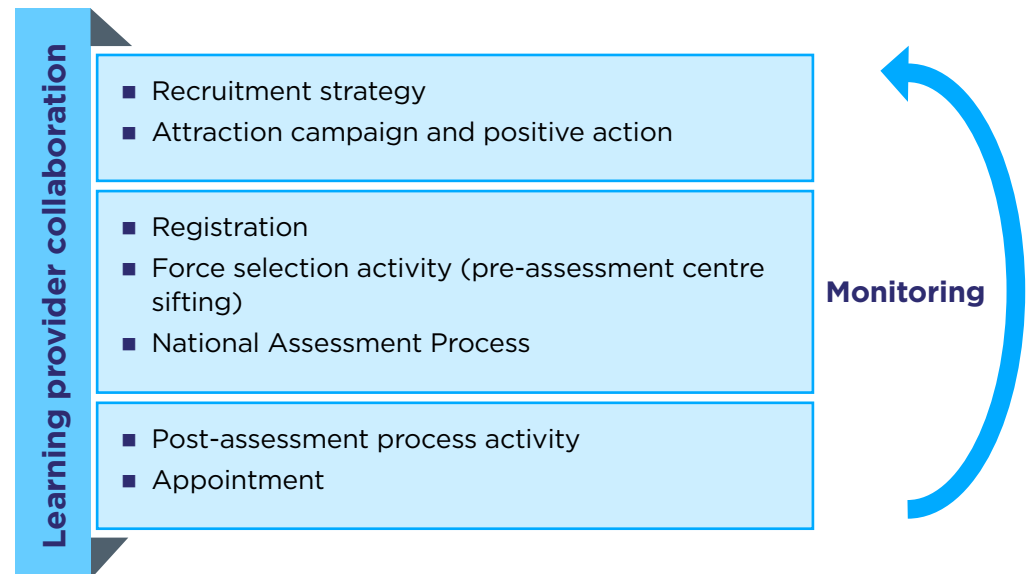 Learning provider collaboration
■ Recruitment strategy
■ Attraction campaign and positive action
■ Registration
■ Force selection activity (pre-assessment centre
sifting)
■ National Assessment Process
■ Post-assessment process activity
■ Appointment
Monitoring